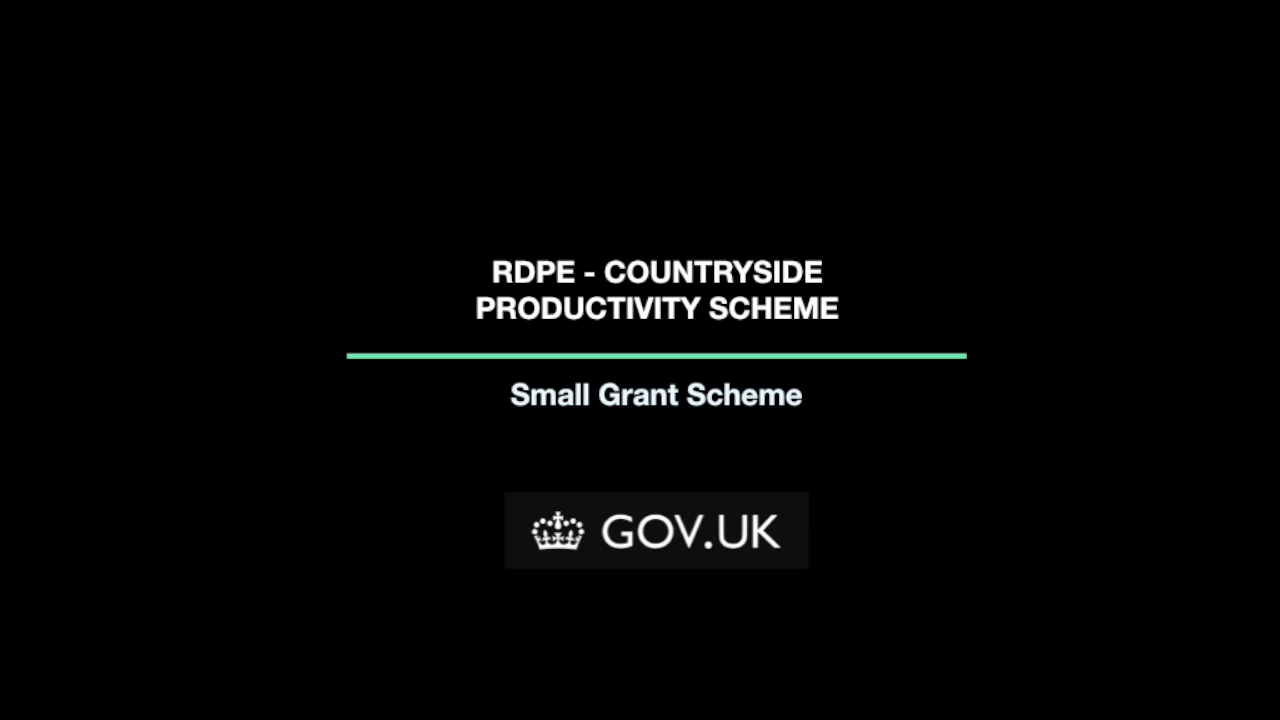 RDPE - COUNTRYSIDE
PRODUCTIVITY SCHEME
Small Grant Scheme
GOV.UK